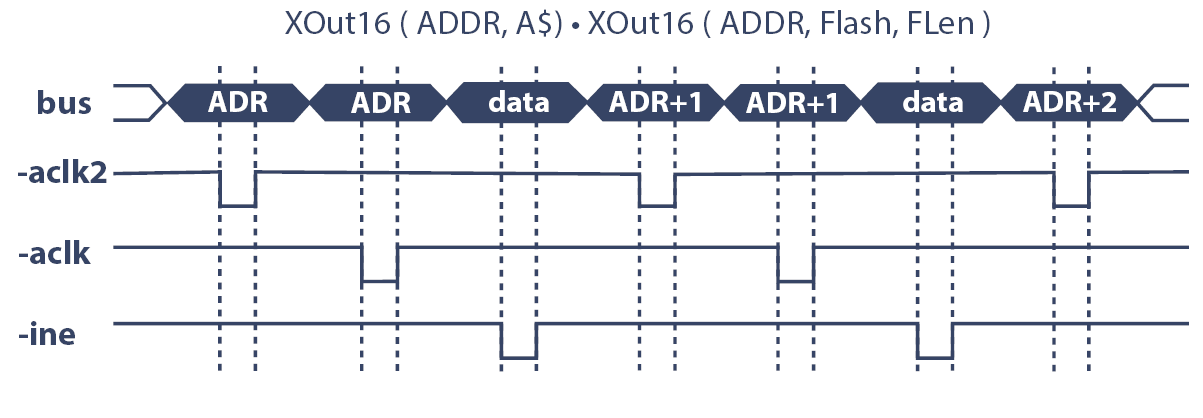 XOut16 ( ADDR, A$) • XOut16 ( ADDR, Flash, FLen )
bus ADR ADR data ADR+1 ADR+1 data ADR+2
-aclk2
-aclk
-ine